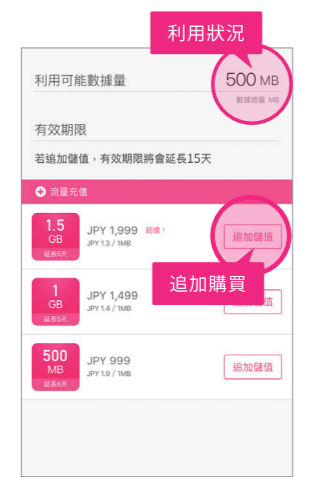 利用狀況
利用可能數據量
500 MB
數據總量 MB
有效期限
若追加儲值，有效期限將會延長15天
流量充值
1.5
GB
延長5天
JPY 1,999 超值！
JPY 1.3 / 1MB
追加儲值
追加購買
1
GB
延長5天
JPY 1,499
JPY 1.4 / 1MB
值
500
MB
延長5天
JPY 999
JPY 1.9 / 1MB
追加儲值